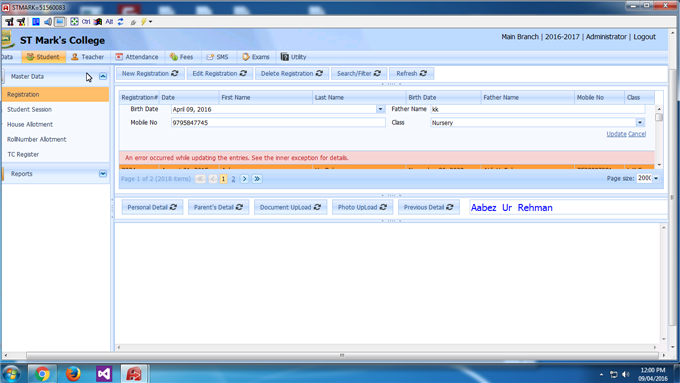 STMARK=51560083
Ctrl Alt
ST Mark's College
Main Branch | 2016-2017 | Administrator | Logout
Data Student Teacher Attendance Fees SMS Exams Utility
Master Data
Registration
Student Session
House Allotment
RollNumber Allotment
TC Register
Reports
New Registration Edit Registration Delete Registration Search/Filter Refresh
Registration# Date First Name Last Name Birth Date Father Name Mobile No Class
Birth Date April 09, 2016 Father Name kk
Mobile No 9795847745 Class Nursery
Update Cancel
An error occurred while updating the entries. See the inner exception for details.
Page 1 of 2 (2018 items) 1 2 Page size: 2000
Personal Detail Parent's Detail Document UpLoad Photo UpLoad Previous Detail Aabez Ur Rehman
12:00 PM
09/04/2016